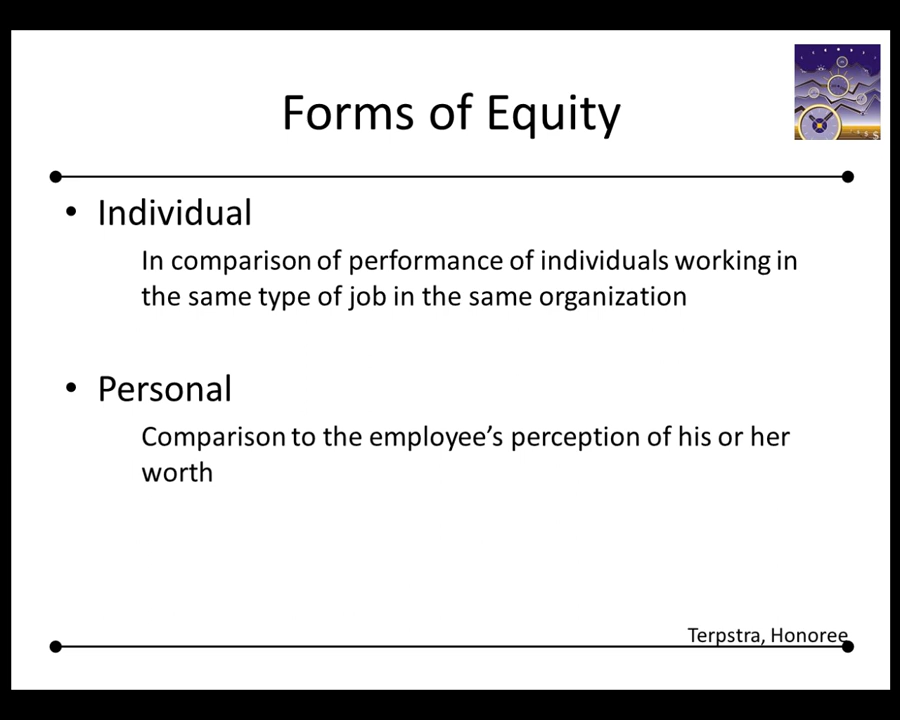 Forms of Equity
• Individual
In comparison of performance of individuals working in
the same type of job in the same organization
• Personal
Comparison to the employee’s perception of his or her
worth
Terpstra, Honoree